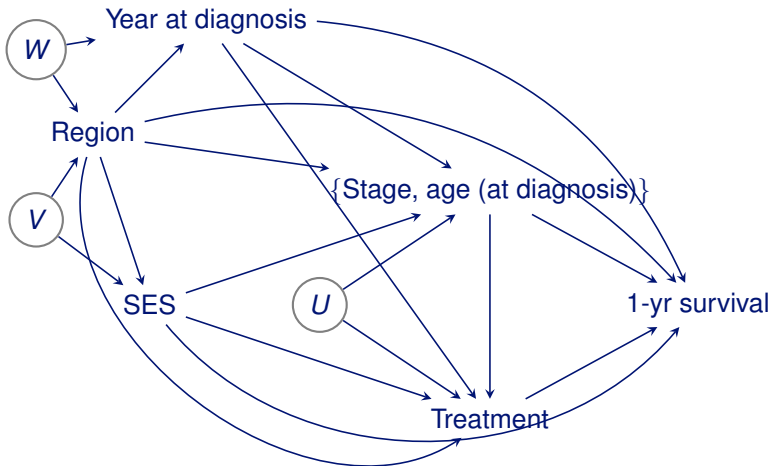 Year at diagnosis
W
Region
{Stage, age (at diagnosis)}
V
SES
U
1-yr survival
Treatment